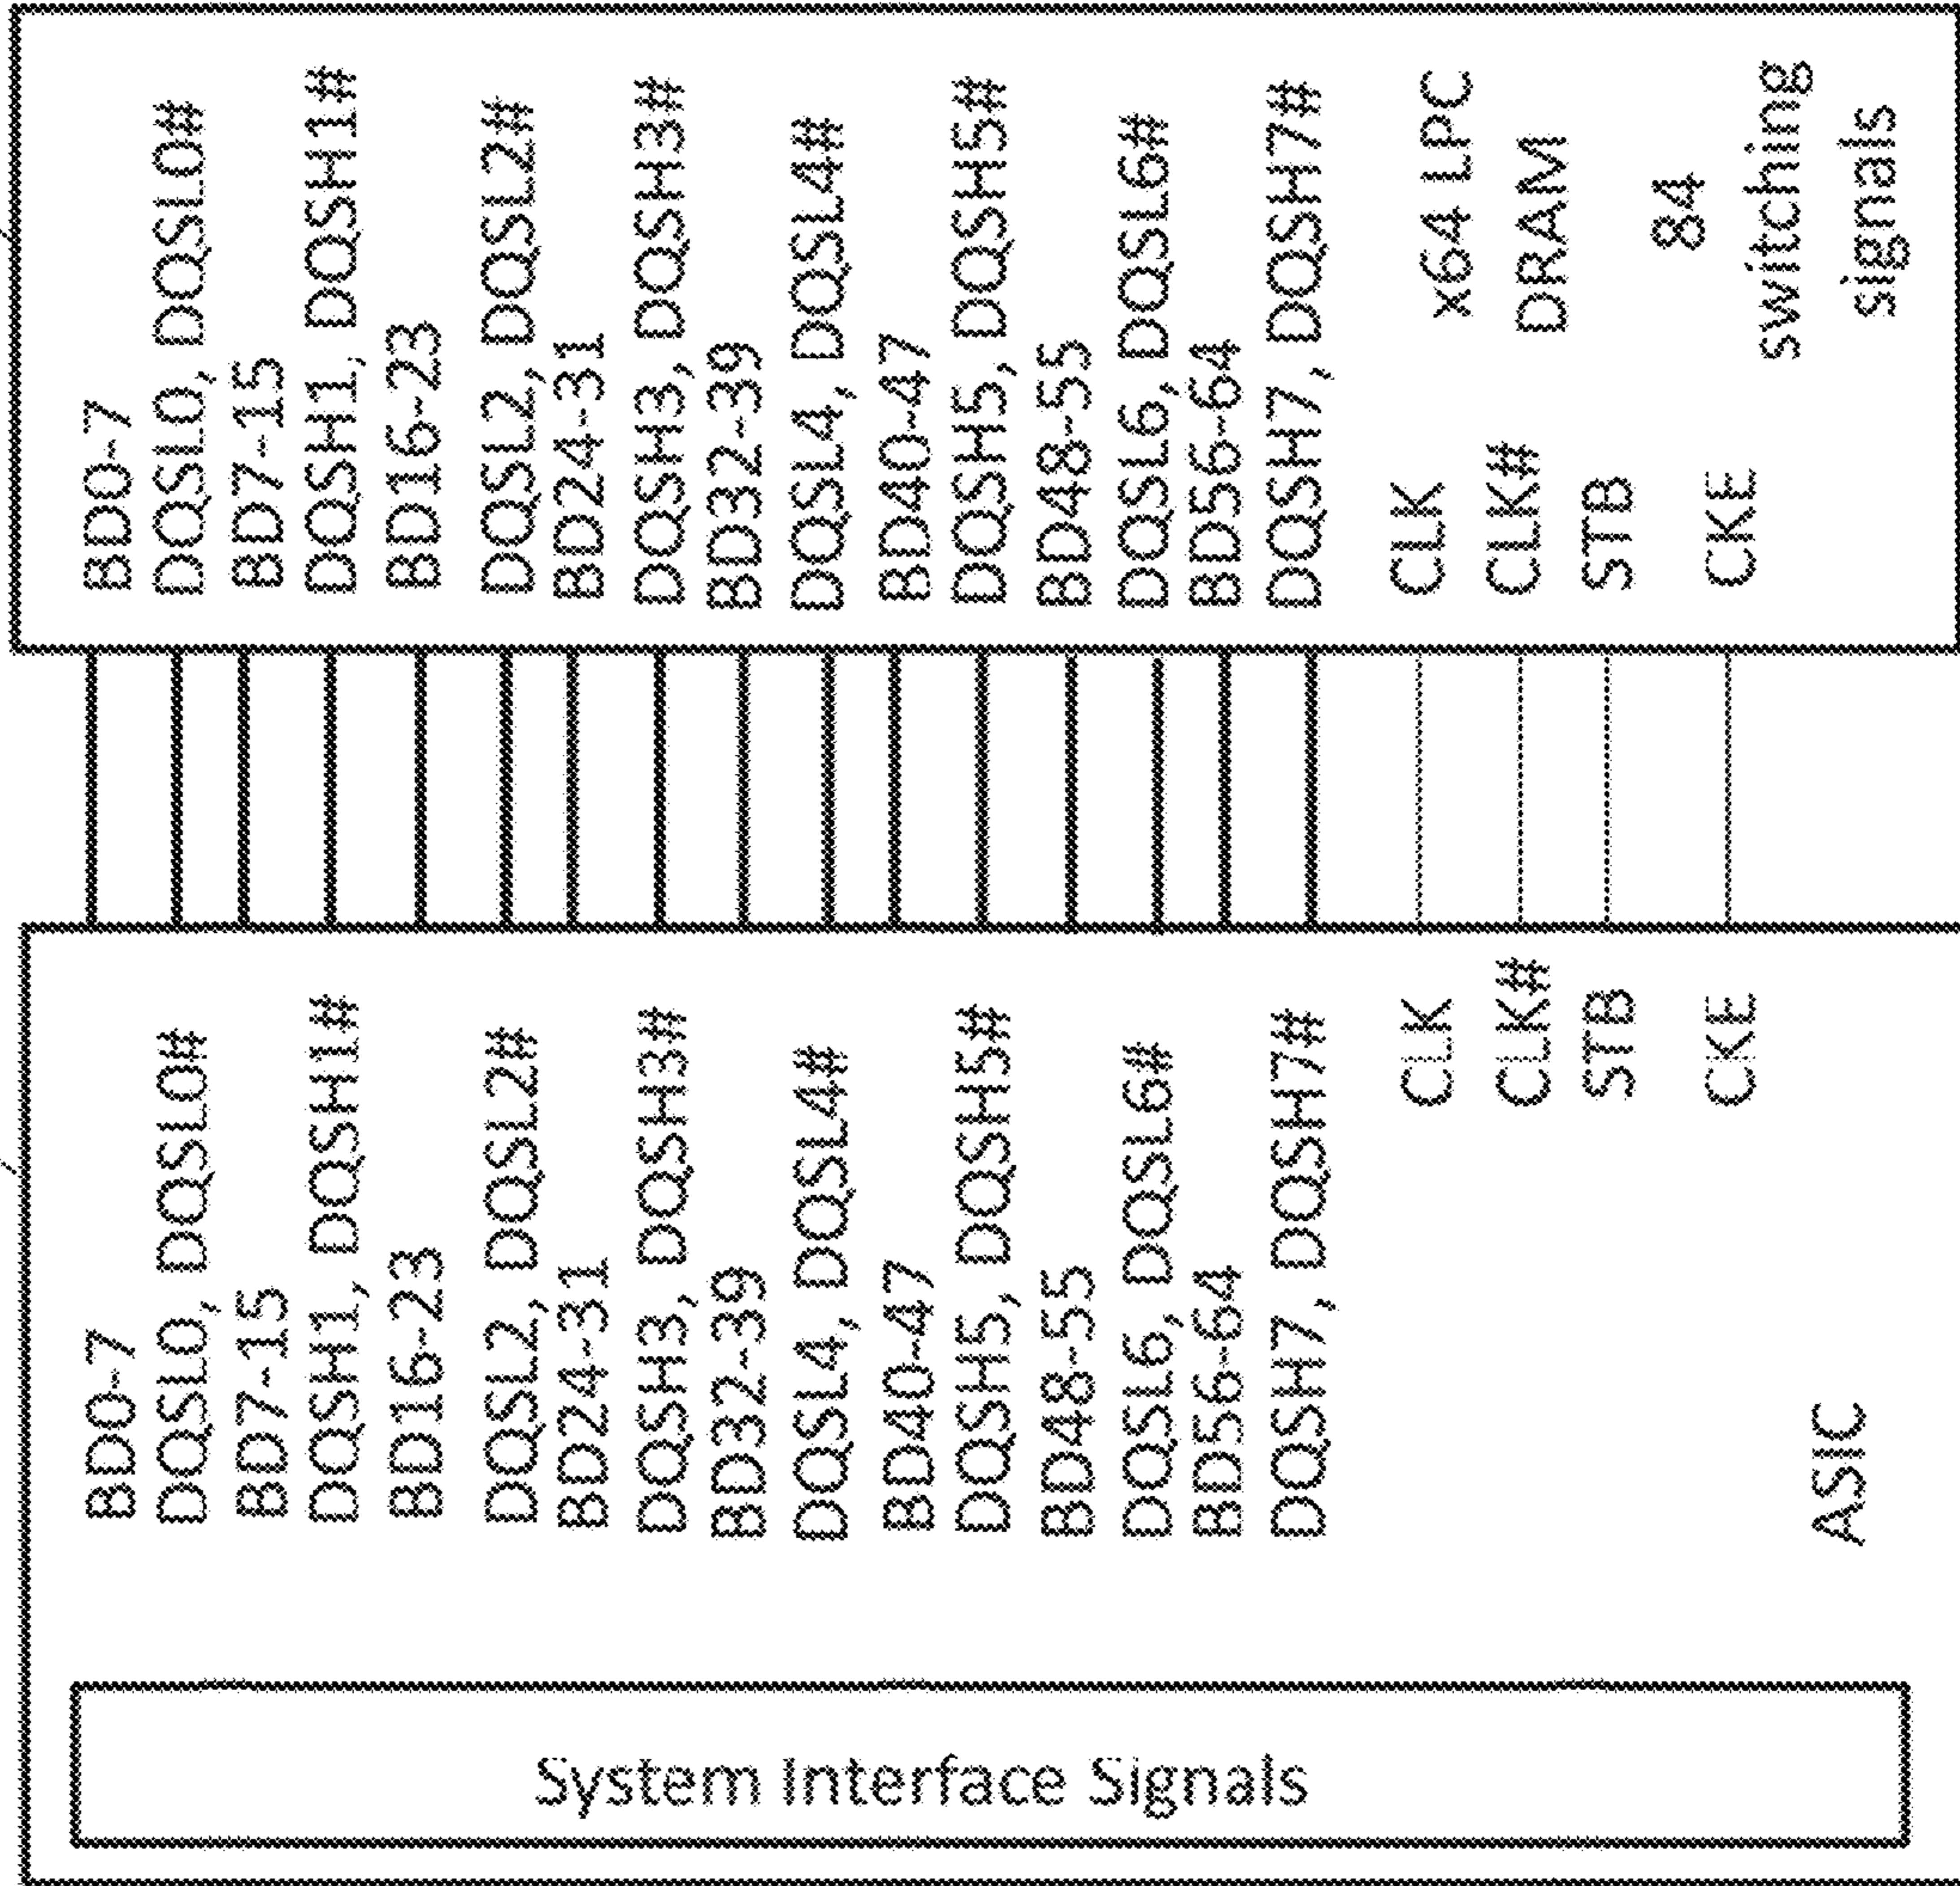 BD0-7
DQSL0, DQSL0#
BD7-15
DQSH1, DQSH1#
BD16-23
DQSL2, DQSL2#
BD24-31
DQSH3, DQSH3#
BD32-39
DQSL4, DQSL4#
BD40-47
DQSH5, DQSH5#
BD48-55
DQSL6, DQSL6#
BD56-64
DQSH7, DQSH7#
CLK
CLK#
STB
CKE
x64 LPC
DRAM
84
switching
signals
BD0-7
DQSL0, DQSL0#
BD7-15
DQSH1, DQSH1#
BD16-23
DQSL2, DQSL2#
BD24-31
DQSH3, DQSH3#
BD32-39
DQSL4, DQSL4#
BD40-47
DQSH5, DQSH5#
BD48-55
DQSL6, DQSL6#
BD56-64
DQSH7, DQSH7#
CLK
CLK#
STB
CKE
ASIC
System Interface Signals